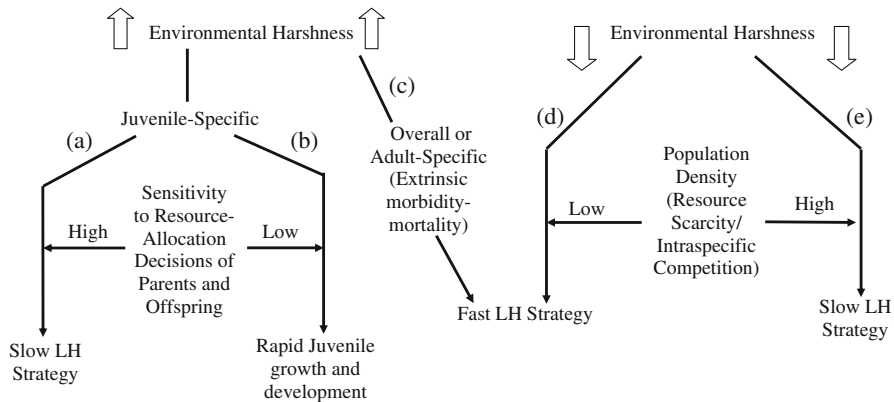 Environmental Harshness
Juvenile-Specific
(a)
(b)
Sensitivity
to Resource-
Allocation
Decisions of
Parents and
Offspring
High
Low
Slow LH
Strategy
Rapid Juvenile
growth and
development
(c)
Overall or
Adult-Specific
(Extrinsic
morbidity-
mortality)
Fast LH Strategy
Environmental Harshness
(d)
(e)
Population
Density
(Resource
Scarcity/
Intraspecific
Competition)
Low
High
Slow LH
Strategy